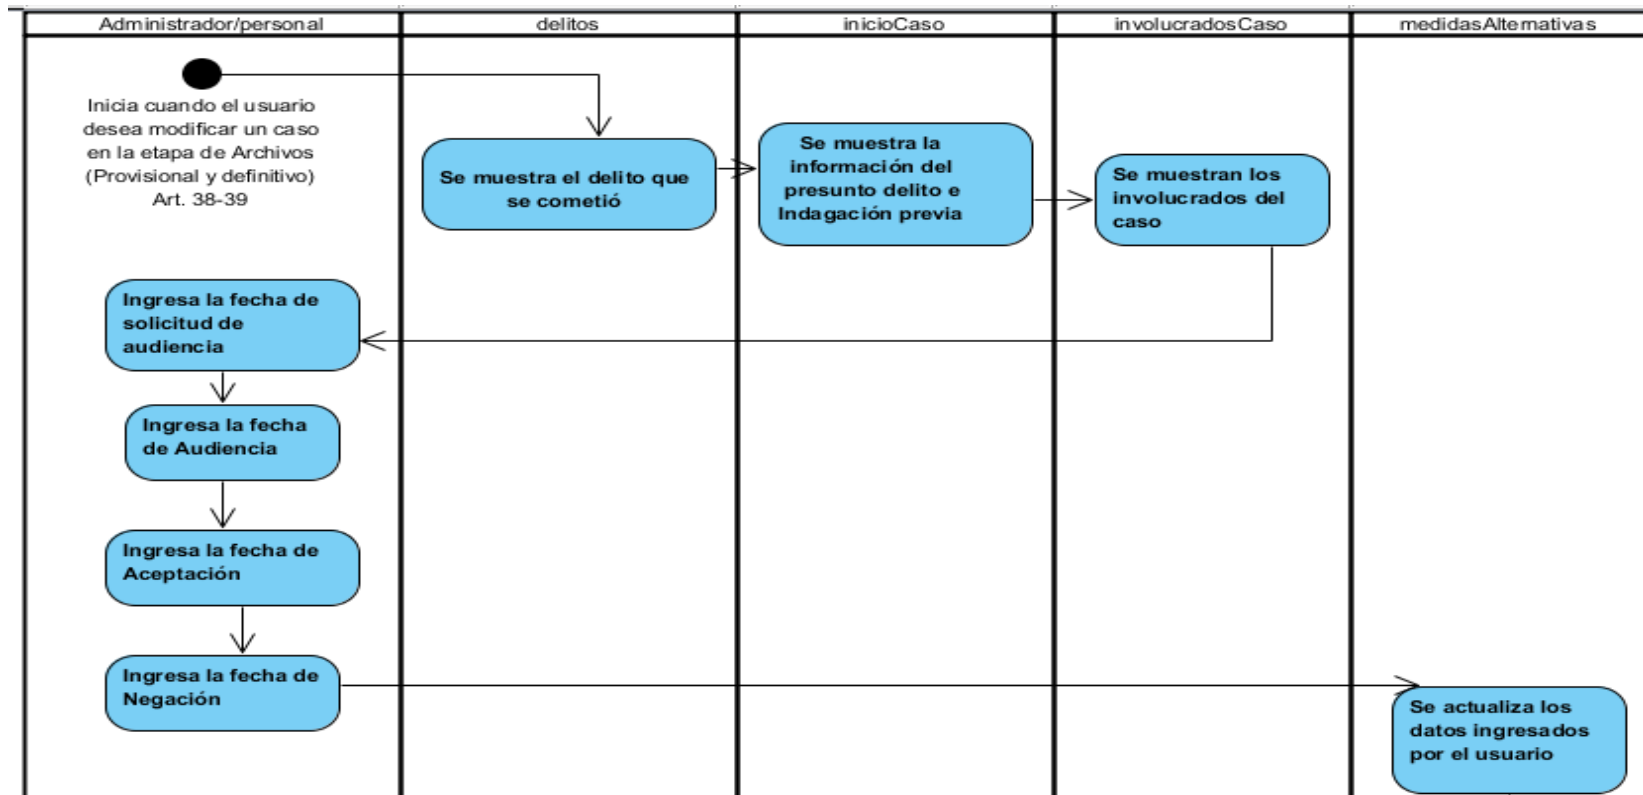 Administrador/personal
delitos
inicioCaso
involucradosCaso
medidasAlternativas
Inicia cuando el usuario
desea modificar un caso
en la etapa de Archivos
(Provisional y definitivo)
Art. 38-39
Se muestra el delito que
se cometió
Se muestra la
información del
presunto delito e
Indagación previa
Se muestran los
involucrados del
caso
Ingresa la fecha de
solicitud de
audiencia
Ingresa la fecha
de Audiencia
Ingresa la fecha de
Aceptación
Ingresa la fecha de
Negación
Se actualiza los
datos ingresados
por el usuario